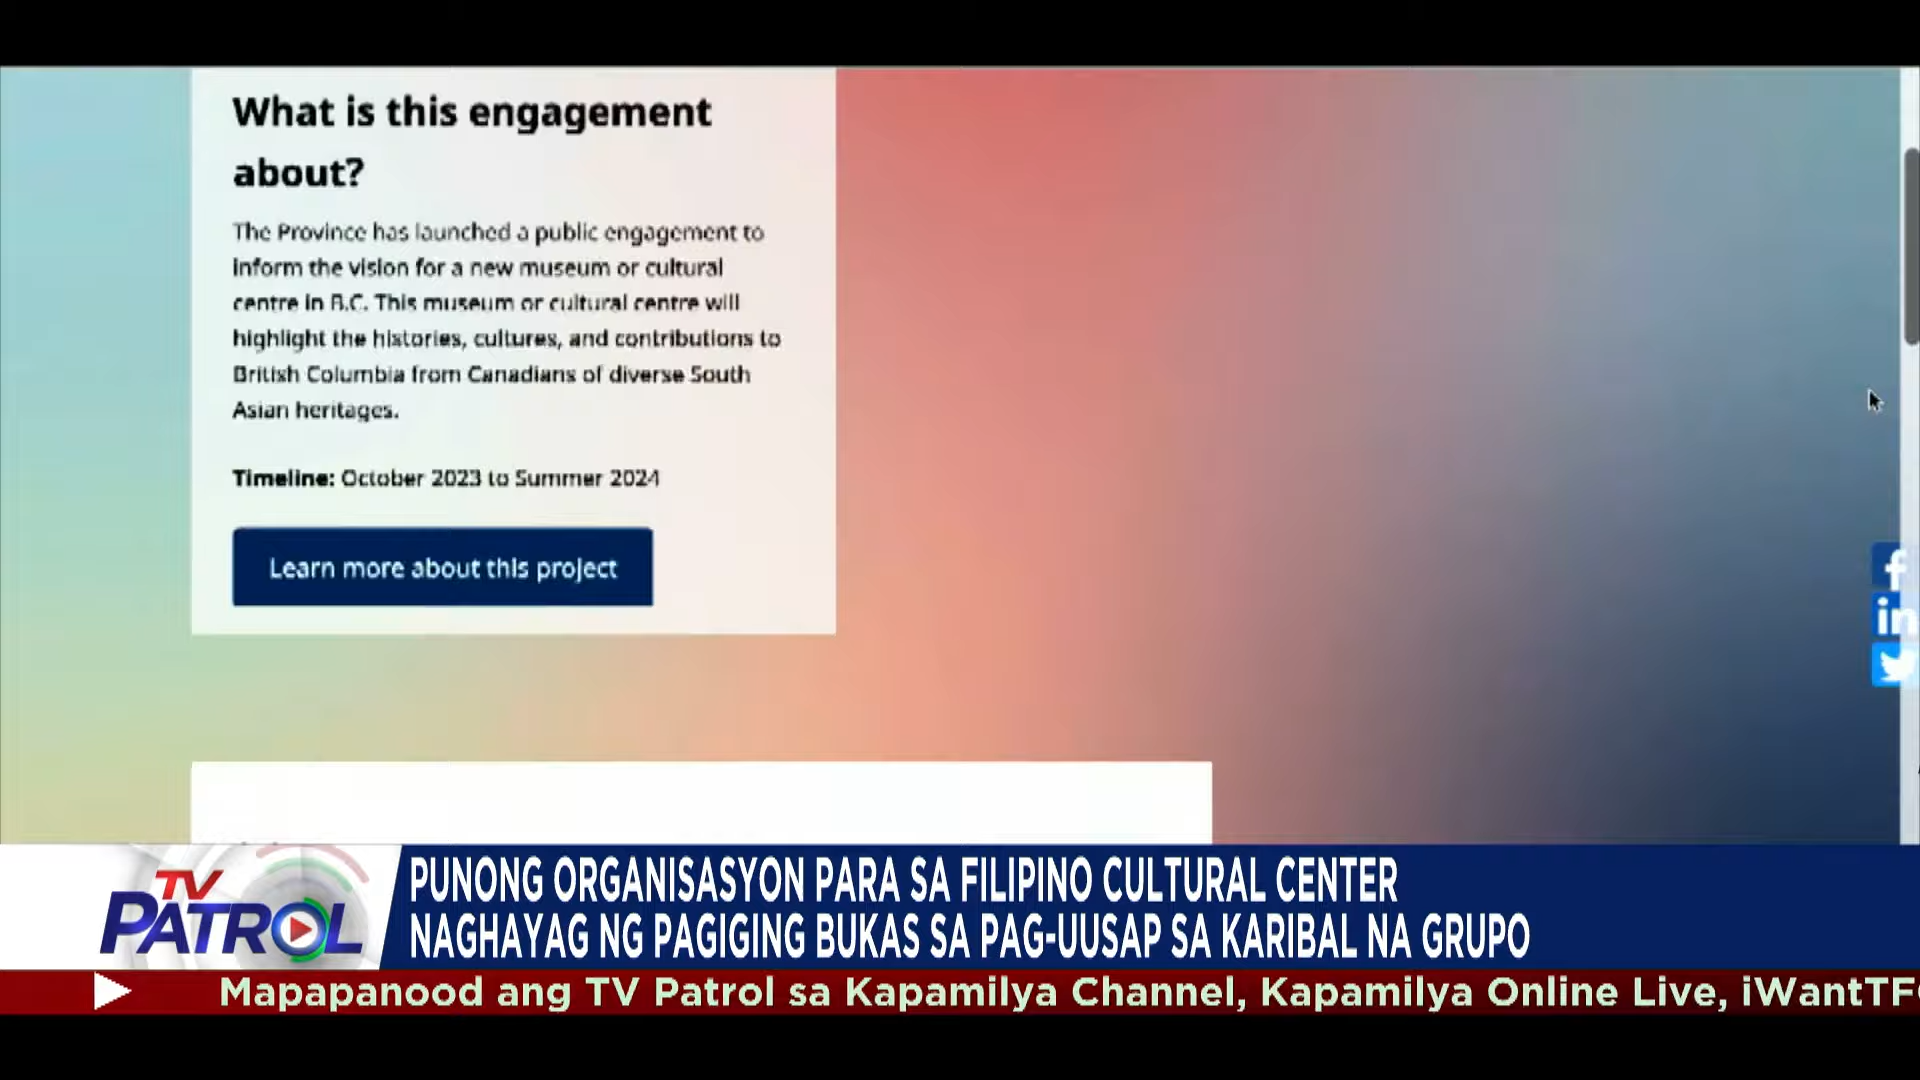 What is this engagement
about?
The Province has launched a public engagement to
inform the vision for a new museum or cultural
centre in B.C. This museum or cultural centre will
highlight the histories, cultures, and contributions to
British Columbia from Canadians of diverse South
Asian heritages.
Timeline: October 2023 to Summer 2024
Learn more about this project
f
in
TV
PATROL
PUNONG ORGANISASYON PARA SA FILIPINO CULTURAL CENTER
NAGHAYAG NG PAGIGING BUKAS SA PAG-UUSAP SA KARIBAL NA GRUPO
Mapapanood ang TV Patrol sa Kapamilya Channel, Kapamilya Online Live, iWantTF